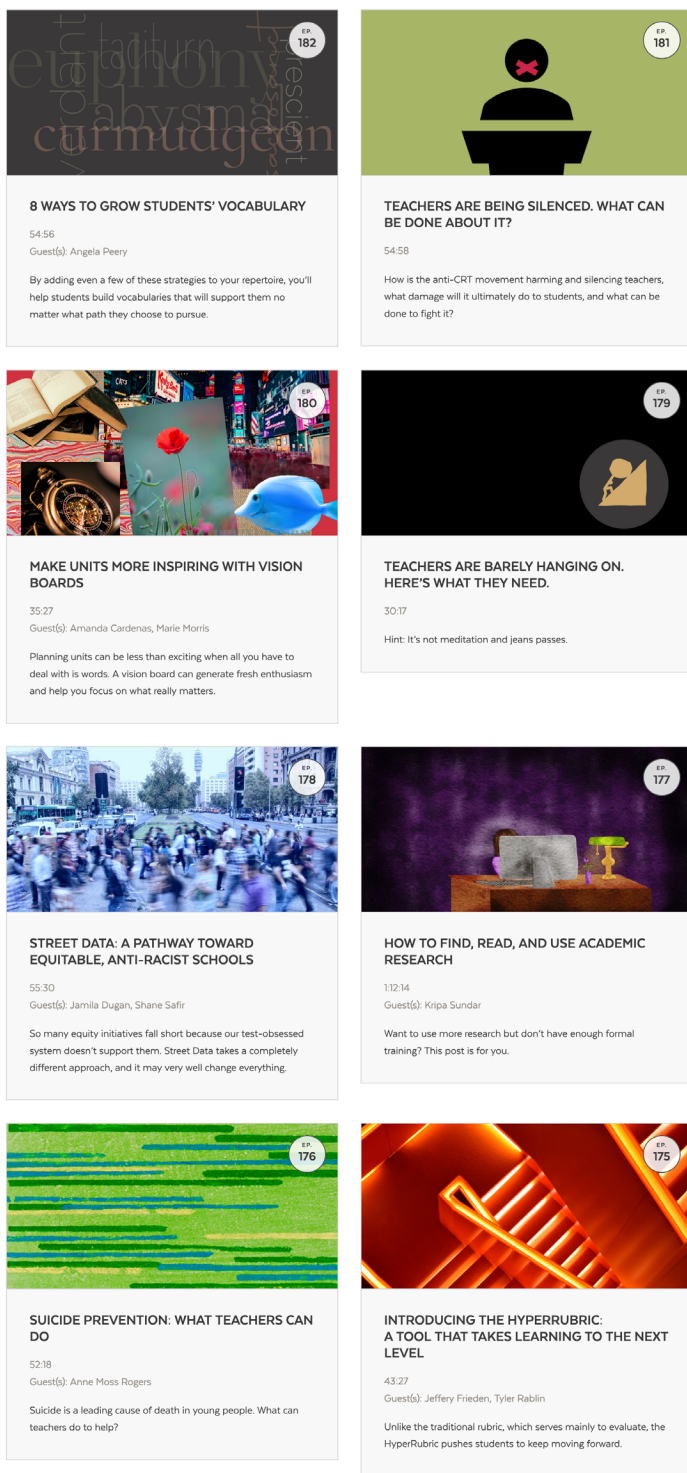 euphony
taciturn
abysmal
curmudgeon
prescient
verdant
EP.
182
8 WAYS TO GROW STUDENTS' VOCABULARY
54:56
Guest(s): Angela Peery
By adding even a few of these strategies to your repertoire, you'll
help students build vocabularies that will support them no
matter what path they choose to pursue.
EP.
181
TEACHERS ARE BEING SILENCED. WHAT CAN
BE DONE ABOUT IT?
54:58
How is the anti-CRT movement harming and silencing teachers,
what damage will it ultimately do to students, and what can be
done to fight it?
CATS
EP.
180
MAKE UNITS MORE INSPIRING WITH VISION
BOARDS
35:27
Guest(s): Amanda Cardenas, Marie Morris
Planning units can be less than exciting when all you have to
deal with is words. A vision board can generate fresh enthusiasm
and help you focus on what really matters.
EP.
179
TEACHERS ARE BARELY HANGING ON.
HERE'S WHAT THEY NEED.
30:17
Hint: It's not meditation and jeans passes.
EP.
178
STREET DATA: A PATHWAY TOWARD
EQUITABLE, ANTI-RACIST SCHOOLS
55:30
Guest(s): Jamila Dugan, Shane Safir
So many equity initiatives fall short because our test-obsessed
system doesn't support them. Street Data takes a completely
different approach, and it may very well change everything.
EP.
177
HOW TO FIND, READ, AND USE ACADEMIC
RESEARCH
1:12:14
Guest(s): Kripa Sundar
Want to use more research but don't have enough formal
training? This post is for you.
EP.
176
SUICIDE PREVENTION: WHAT TEACHERS CAN
DO
52:18
Guest(s): Anne Moss Rogers
Suicide is a leading cause of death in young people. What can
teachers do to help?
EP.
175
INTRODUCING THE HYPERRUBRIC:
A TOOL THAT TAKES LEARNING TO THE NEXT
LEVEL
43:27
Guest(s): Jeffery Frieden, Tyler Rablin
Unlike the traditional rubric, which serves mainly to evaluate, the
HyperRubric pushes students to keep moving forward.